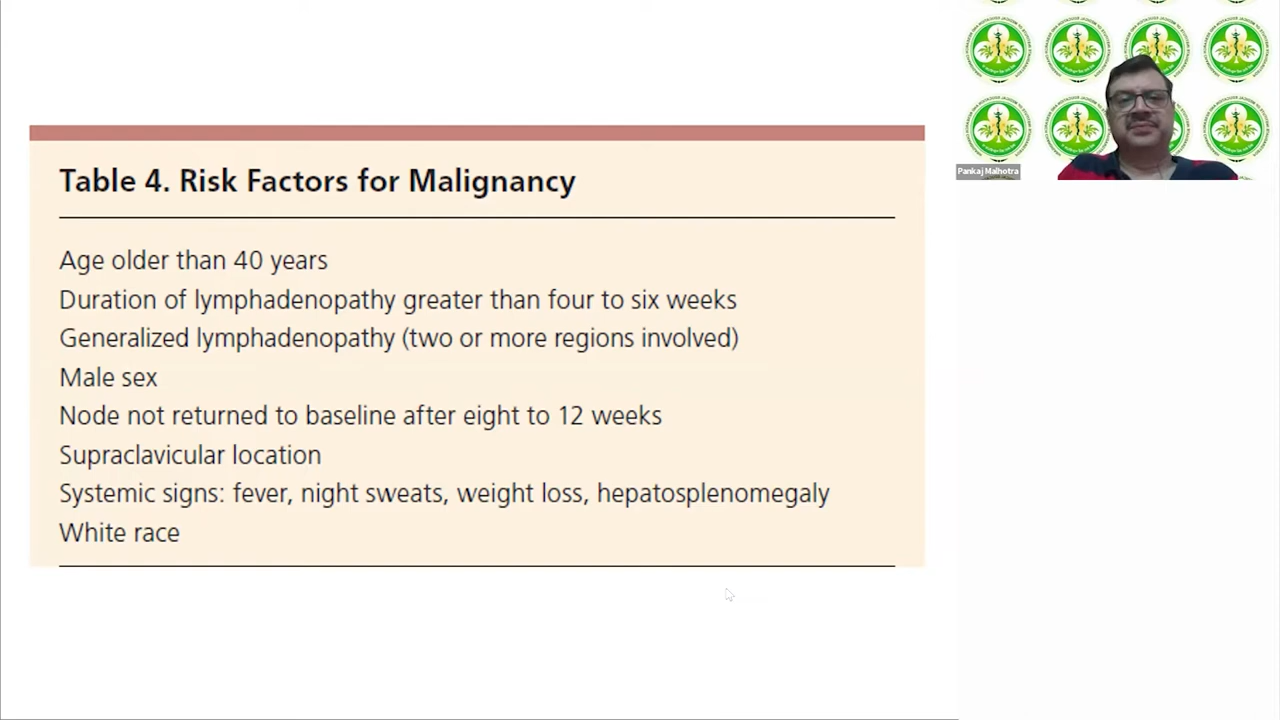 Table 4. Risk Factors for Malignancy
Age older than 40 years
Duration of lymphadenopathy greater than four to six weeks
Generalized lymphadenopathy (two or more regions involved)
Male sex
Node not returned to baseline after eight to 12 weeks
Supraclavicular location
Systemic signs: fever, night sweats, weight loss, hepatosplenomegaly
White race
Pankaj Malhotra